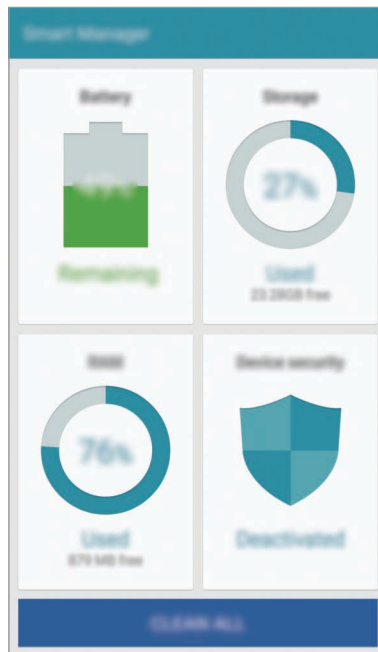 Smart Manager
Battery
49%
Remaining
Storage
27%
Used
23.28GB free
RAM
76%
Used
879 MB free
Device security
Deactivated
CLEAN ALL